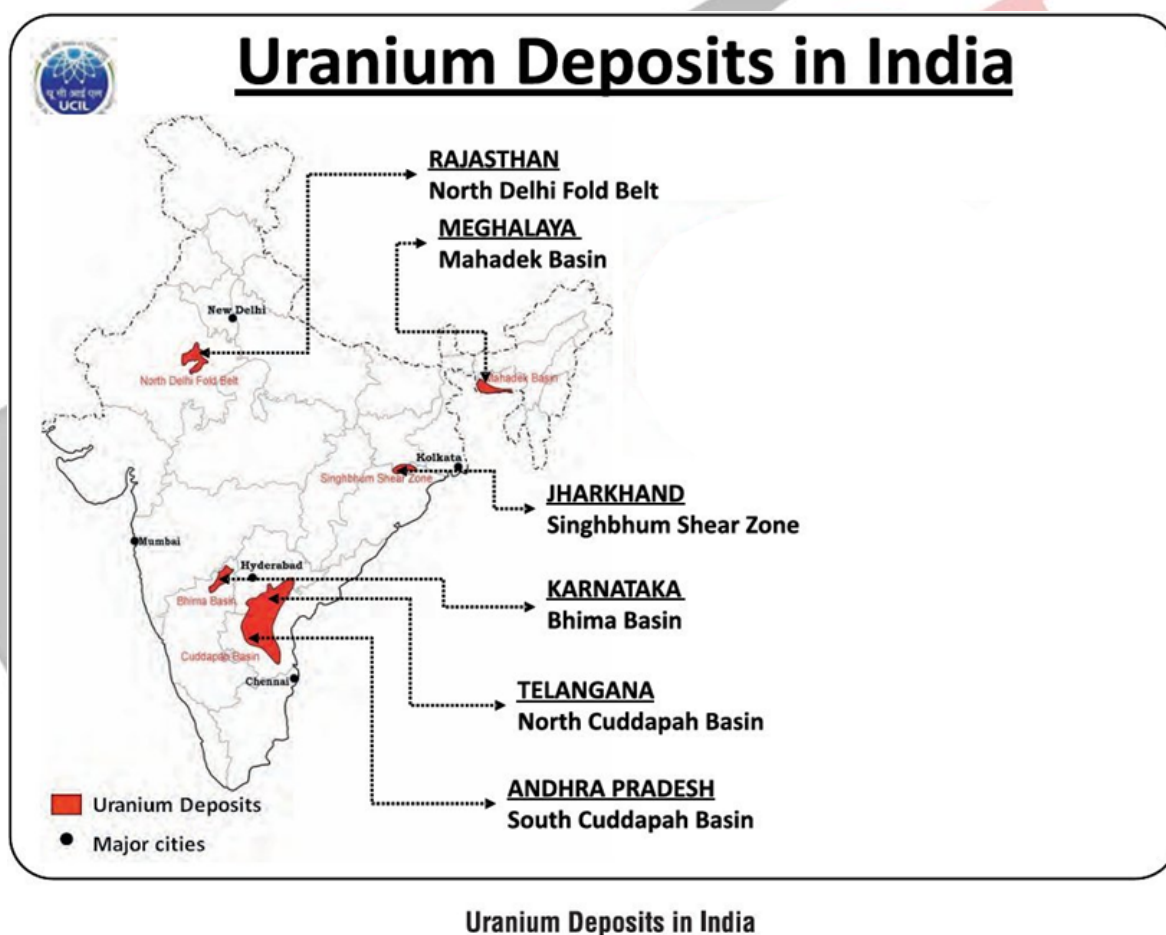 Uranium Deposits in India
यू सी आई एल
UCIL
RAJASTHAN
North Delhi Fold Belt
MEGHALAYA
Mahadek Basin
New Delhi
North Delhi Fold Belt
Mahadek Basin
Kolkata
Singhbhum Shear Zone
JHARKHAND
Singhbhum Shear Zone
Mumbai
Hyderabad
Bhima Basin
KARNATAKA
Bhima Basin
Cuddapah Basin
Chennai
TELANGANA
North Cuddapah Basin
ANDHRA PRADESH
South Cuddapah Basin
Uranium Deposits
Major cities
Uranium Deposits in India